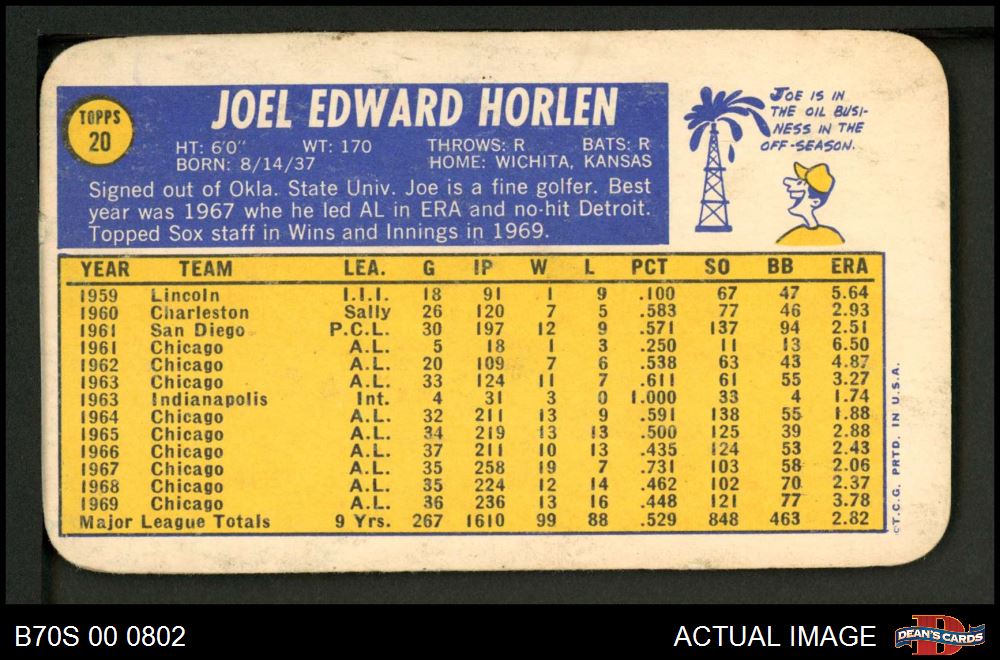 TOPPS
20
JOEL EDWARD HORLEN
HT: 6'0" WT: 170 THROWS: R BATS: R
BORN: 8/14/37 HOME: WICHITA, KANSAS
Signed out of Okla. State Univ. Joe is a fine golfer. Best
year was 1967 whe he led AL in ERA and no-hit Detroit.
Topped Sox staff in Wins and Innings in 1969.
JOE IS IN
THE OIL BUSI-
NESS IN THE
OFF-SEASON.
YEAR TEAM LEA. G IP W L PCT SO BB ERA
1959 Lincoln I.I.I. 18 91 1 9 .100 67 47 5.64
1960 Charleston Sally 26 120 7 5 .583 77 46 2.93
1961 San Diego P.C.L. 30 197 12 9 .571 137 94 2.51
1961 Chicago A.L. 5 18 1 3 .250 11 13 6.50
1962 Chicago A.L. 20 109 7 6 .538 63 43 4.87
1963 Chicago A.L. 33 124 11 7 .611 61 55 3.27
1963 Indianapolis Int. 4 31 3 0 1.000 33 4 1.74
1964 Chicago A.L. 32 211 13 9 .591 138 55 1.88
1965 Chicago A.L. 34 219 13 13 .500 125 39 2.88
1966 Chicago A.L. 37 211 10 13 .435 124 53 2.43
1967 Chicago A.L. 35 258 19 7 .731 103 58 2.06
1968 Chicago A.L. 35 224 12 14 .462 102 70 2.37
1969 Chicago A.L. 36 236 13 16 .448 121 77 3.78
Major League Totals 9 Yrs. 267 1610 99 88 .529 848 463 2.82
©T.C.G. PRTD. IN U.S.A.
B70S 00 0802
ACTUAL IMAGE
D
DEAN'S CARDS